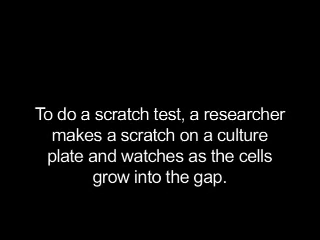 To do a scratch test, a researcher
makes a scratch on a culture
plate and watches as the cells
grow into the gap.